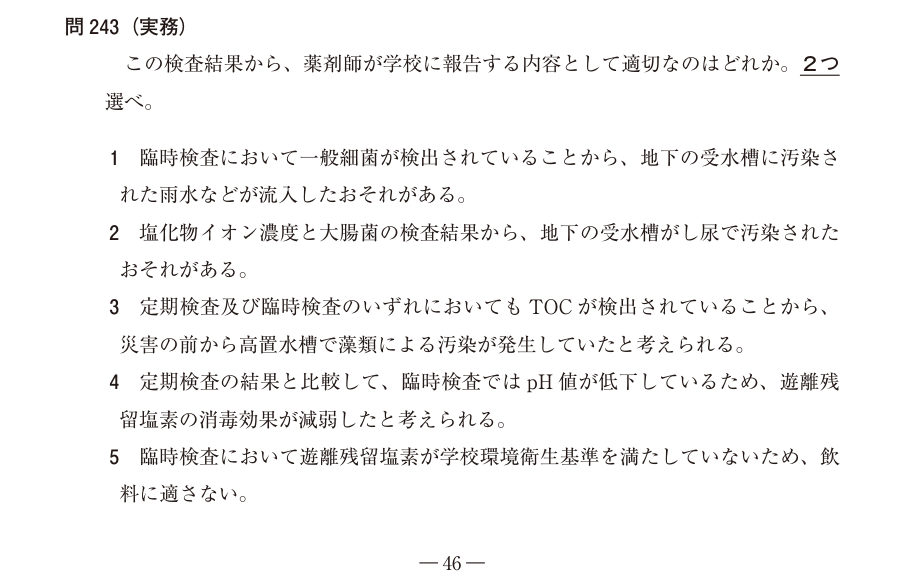 問 243（実務）
この検査結果から、薬剤師が学校に報告する内容として適切なのはどれか。２つ
選べ。
1 臨時検査において一般細菌が検出されていることから、地下の受水槽に汚染さ
れた雨水などが流入したおそれがある。
2 塩化物イオン濃度と大腸菌の検査結果から、地下の受水槽がし尿で汚染された
おそれがある。
3 定期検査及び臨時検査のいずれにおいても TOC が検出されていることから、
災害の前から高置水槽で藻類による汚染が発生していたと考えられる。
4 定期検査の結果と比較して、臨時検査では pH 値が低下しているため、遊離残
留塩素の消毒効果が減弱したと考えられる。
5 臨時検査において遊離残留塩素が学校環境衛生基準を満たしていないため、飲
料に適さない。
― 46 ―